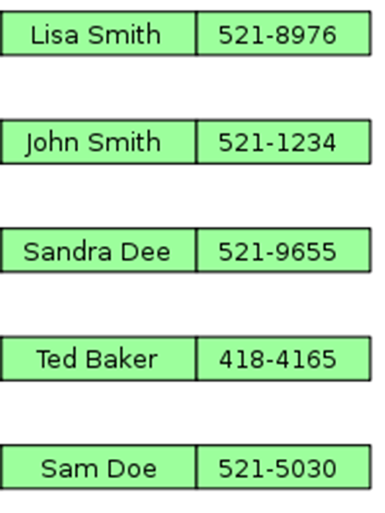 Lisa Smith 521-8976
John Smith 521-1234
Sandra Dee 521-9655
Ted Baker 418-4165
Sam Doe 521-5030